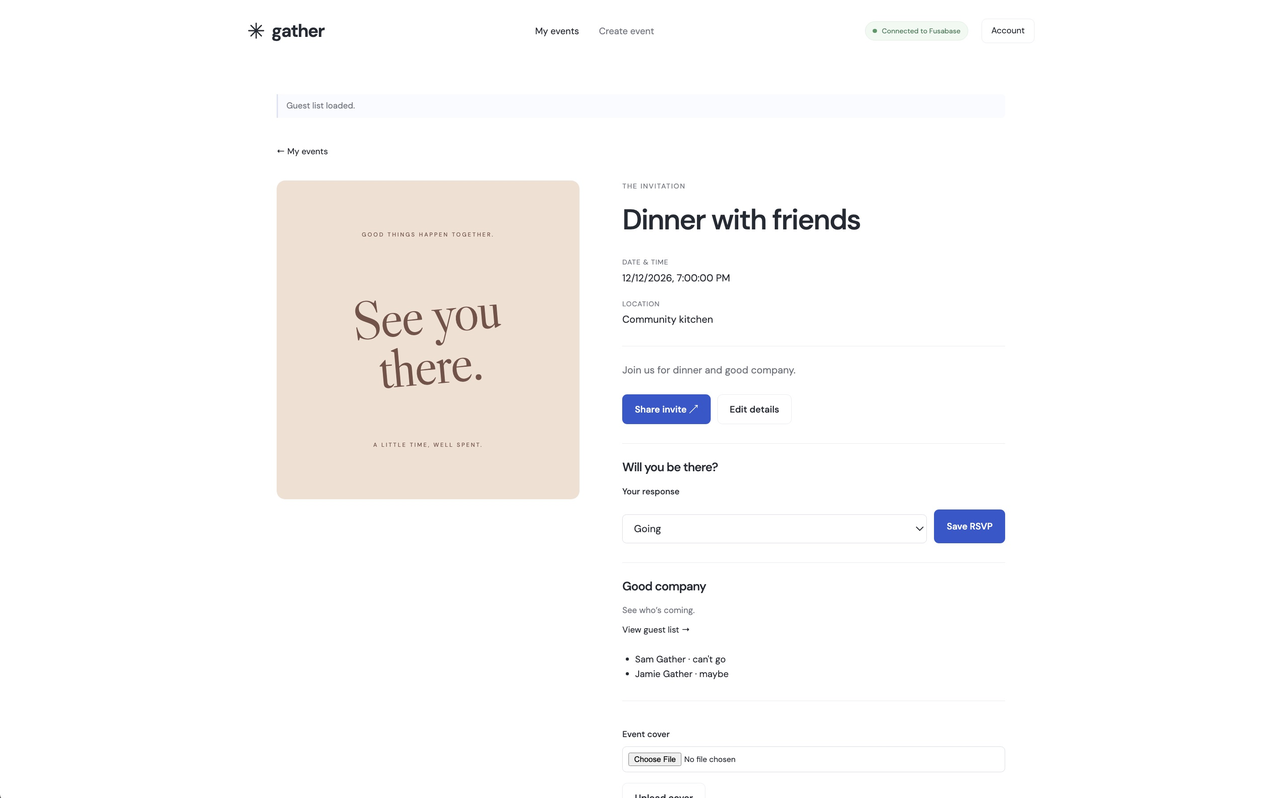 gather
My events
Create event
Connected to Fusabase
Account
Guest list loaded.
← My events
GOOD THINGS HAPPEN TOGETHER.
See you
there.
A LITTLE TIME, WELL SPENT.
THE INVITATION
Dinner with friends
DATE & TIME
12/12/2026, 7:00:00 PM
LOCATION
Community kitchen
Join us for dinner and good company.
Share invite ↗
Edit details
Will you be there?
Your response
Going
Save RSVP
Good company
See who's coming.
View guest list →
• Sam Gather · can't go
• Jamie Gather · maybe
Event cover
Choose File No file chosen
Upload cover